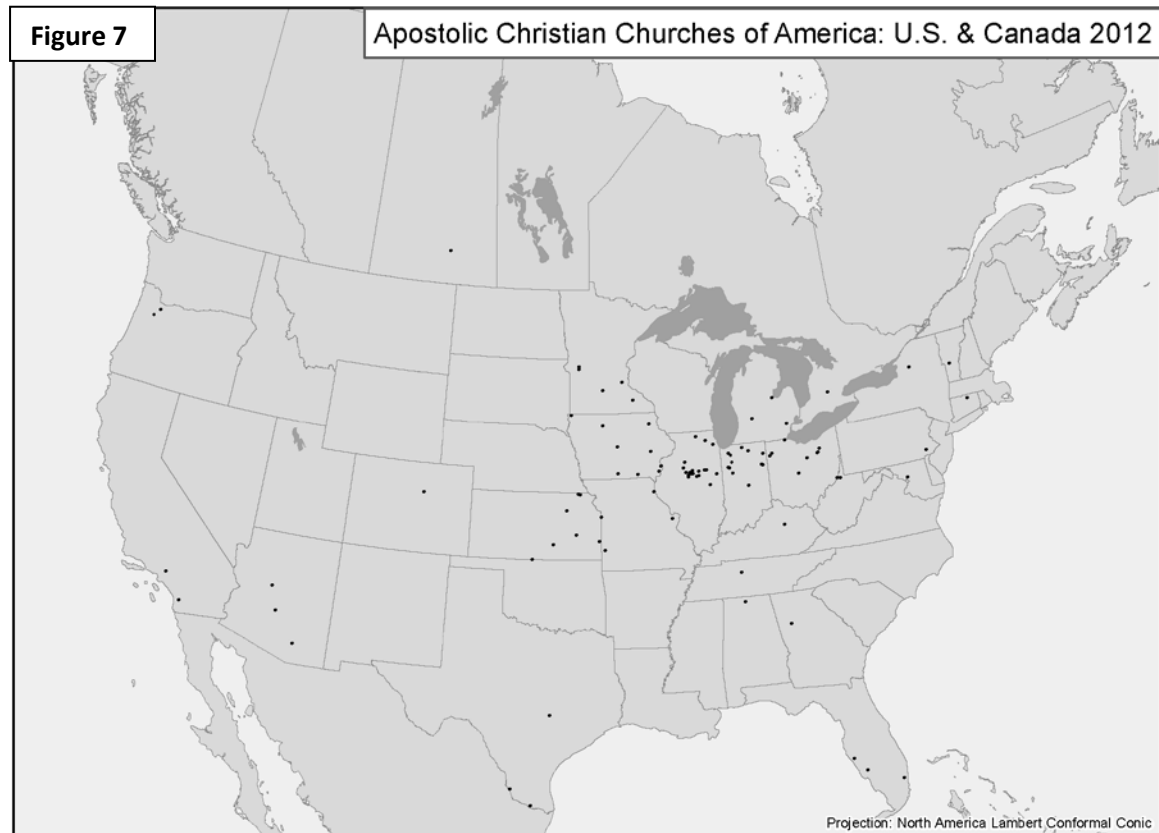 Figure 7
Apostolic Christian Churches of America: U.S. & Canada 2012
Projection: North America Lambert Conformal Conic